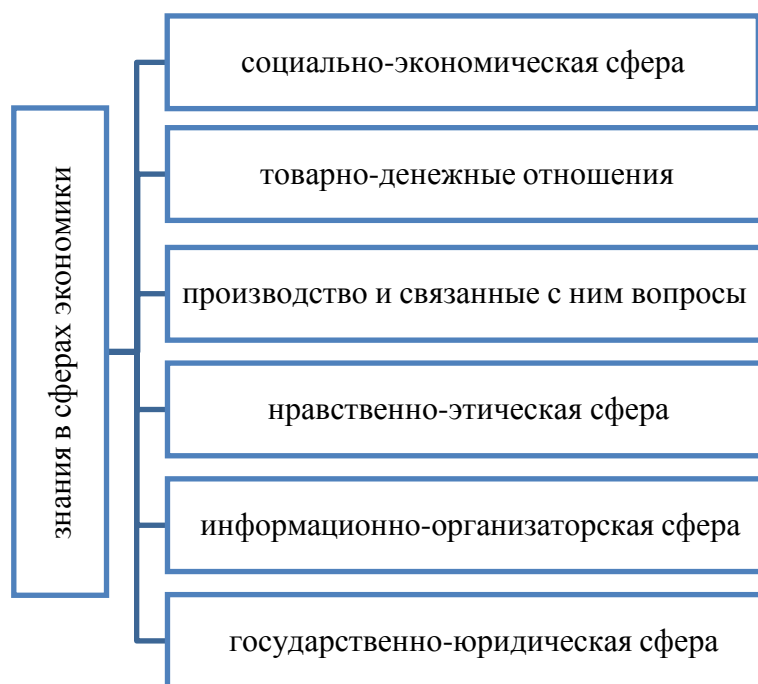 знания в сферах экономики
социально-экономическая сфера
товарно-денежные отношения
производство и связанные с ним вопросы
нравственно-этическая сфера
информационно-организаторская сфера
государственно-юридическая сфера